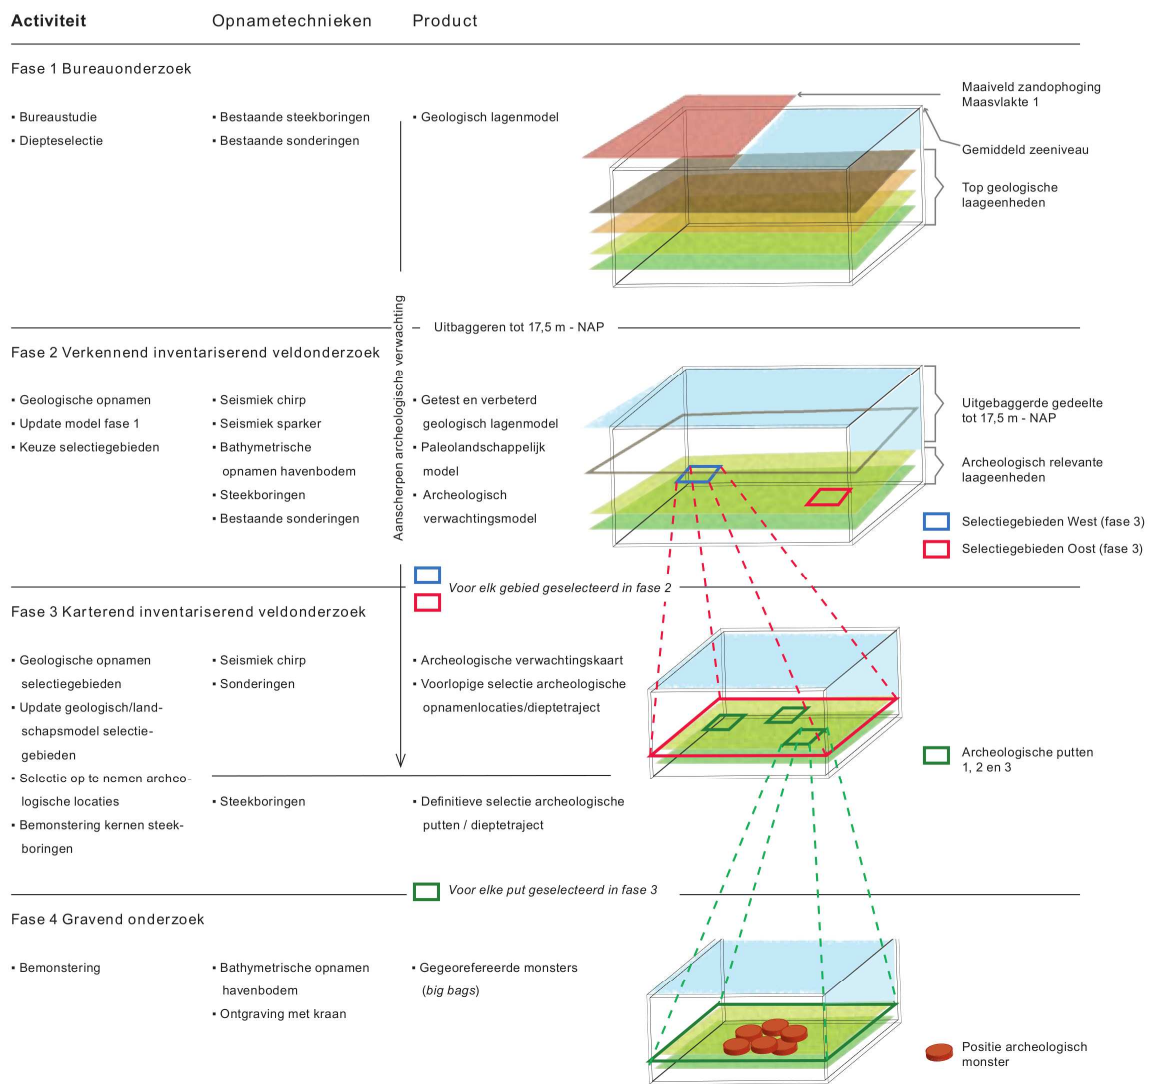 Activiteit Opnametechnieken Product
Fase 1 Bureauonderzoek
▪ Bureaustudie
▪ Diepteselectie
▪ Bestaande steekboringen
▪ Bestaande sonderingen
▪ Geologisch lagenmodel
Maaiveld zandophoging
Maasvlakte 1
Gemiddeld zeeniveau
Top geologische
laageenheden
Aanscherpen archeologische verwachting
Uitbaggeren tot 17,5 m - NAP
Fase 2 Verkennend inventariserend veldonderzoek
▪ Geologische opnamen
▪ Update model fase 1
▪ Keuze selectiegebieden
▪ Seismiek chirp
▪ Seismiek sparker
▪ Bathymetrische
opnamen havenbodem
▪ Steekboringen
▪ Bestaande sonderingen
▪ Getest en verbeterd
geologisch lagenmodel
▪ Paleolandschappelijk
model
▪ Archeologisch
verwachtingsmodel
Uitgebaggerde gedeelte
tot 17,5 m - NAP
Archeologisch relevante
laageenheden
Selectiegebieden West (fase 3)
Selectiegebieden Oost (fase 3)
Voor elk gebied geselecteerd in fase 2
Fase 3 Karterend inventariserend veldonderzoek
▪ Geologische opnamen
selectiegebieden
▪ Update geologisch/land-
schapsmodel selectie-
gebieden
▪ Selectie op te nemen archeo-
logische locaties
▪ Bemonstering kernen steek-
boringen
▪ Seismiek chirp
▪ Sonderingen
▪ Steekboringen
▪ Archeologische verwachtingskaart
▪ Voorlopige selectie archeologische
opnamenlocaties/dieptetraject
▪ Definitieve selectie archeologische
putten / dieptetraject
Archeologische putten
1, 2 en 3
Voor elke put geselecteerd in fase 3
Fase 4 Gravend onderzoek
▪ Bemonstering
▪ Bathymetrische opnamen
havenbodem
▪ Ontgraving met kraan
▪ Gegeorefereerde monsters
(big bags)
Positie archeologisch
monster